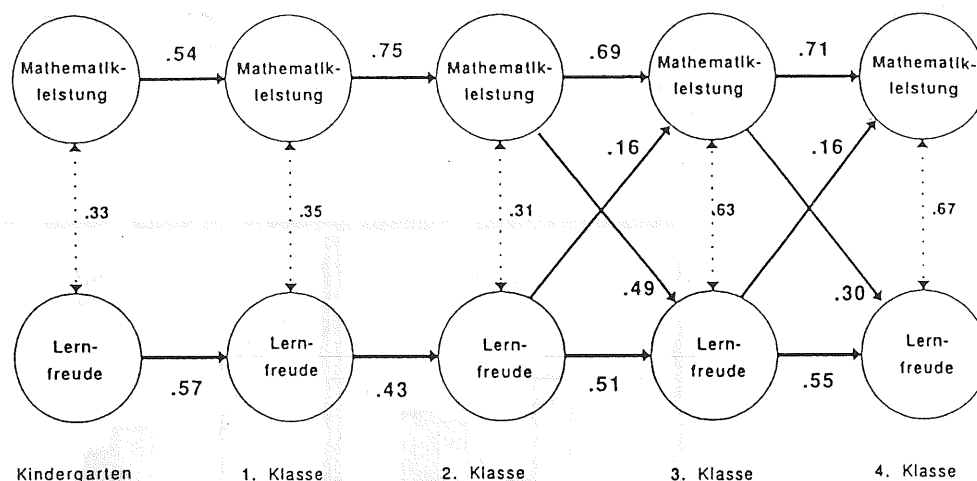 .54
.75
.69
.71
Mathematik-
leistung
Mathematik-
leistung
Mathematik-
leistung
Mathematik-
leistung
Mathematik-
leistung
.16
.16
.33
.35
.31
.63
.67
.49
.30
Lern-
freude
Lern-
freude
Lern-
freude
Lern-
freude
Lern-
freude
.57
.43
.51
.55
Kindergarten
1. Klasse
2. Klasse
3. Klasse
4. Klasse